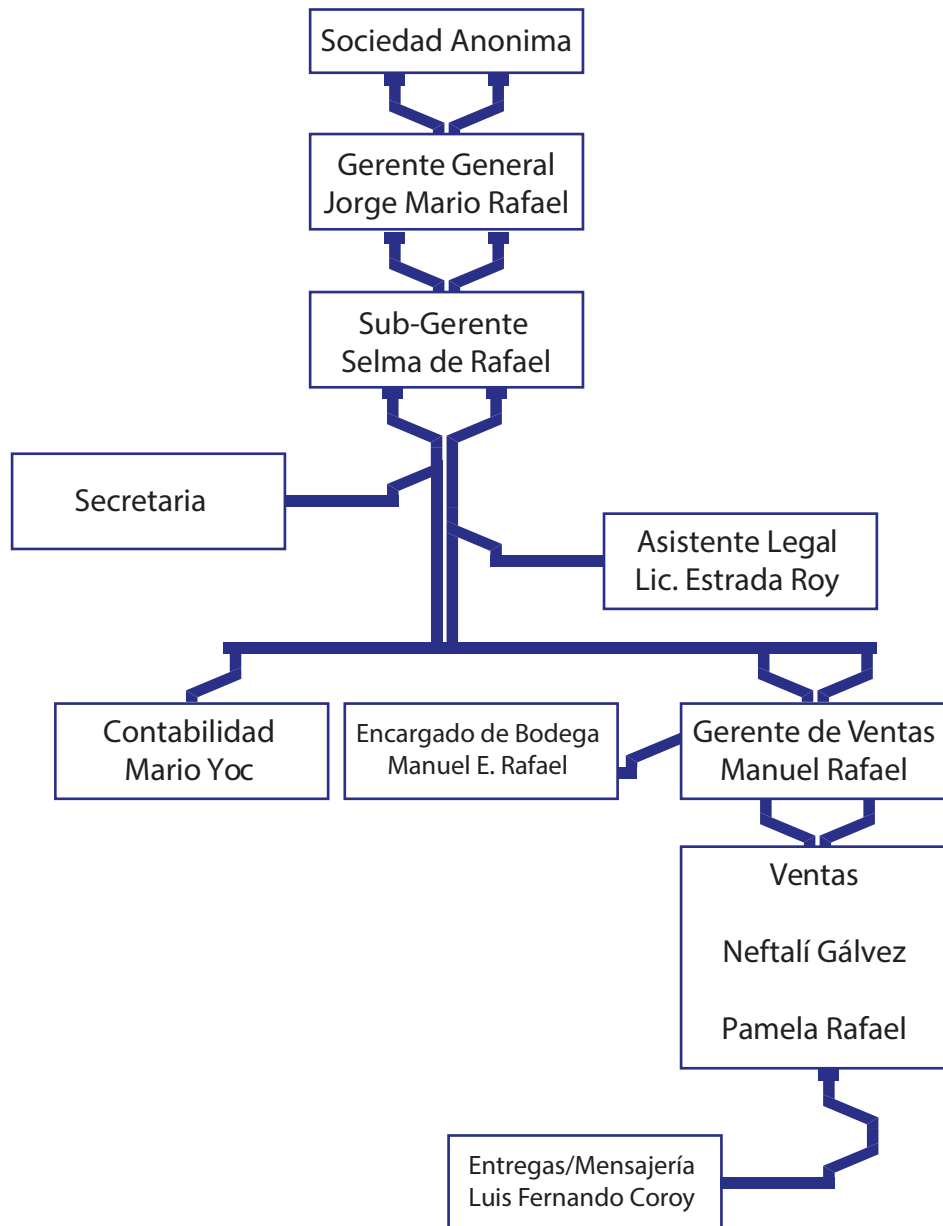 Sociedad Anonima
Gerente General
Jorge Mario Rafael
Sub-Gerente
Selma de Rafael
Secretaria
Asistente Legal
Lic. Estrada Roy
Contabilidad
Mario Yoc
Encargado de Bodega
Manuel E. Rafael
Gerente de Ventas
Manuel Rafael
Ventas
Neftalí Gálvez
Pamela Rafael
Entregas/Mensajería
Luis Fernando Coroy